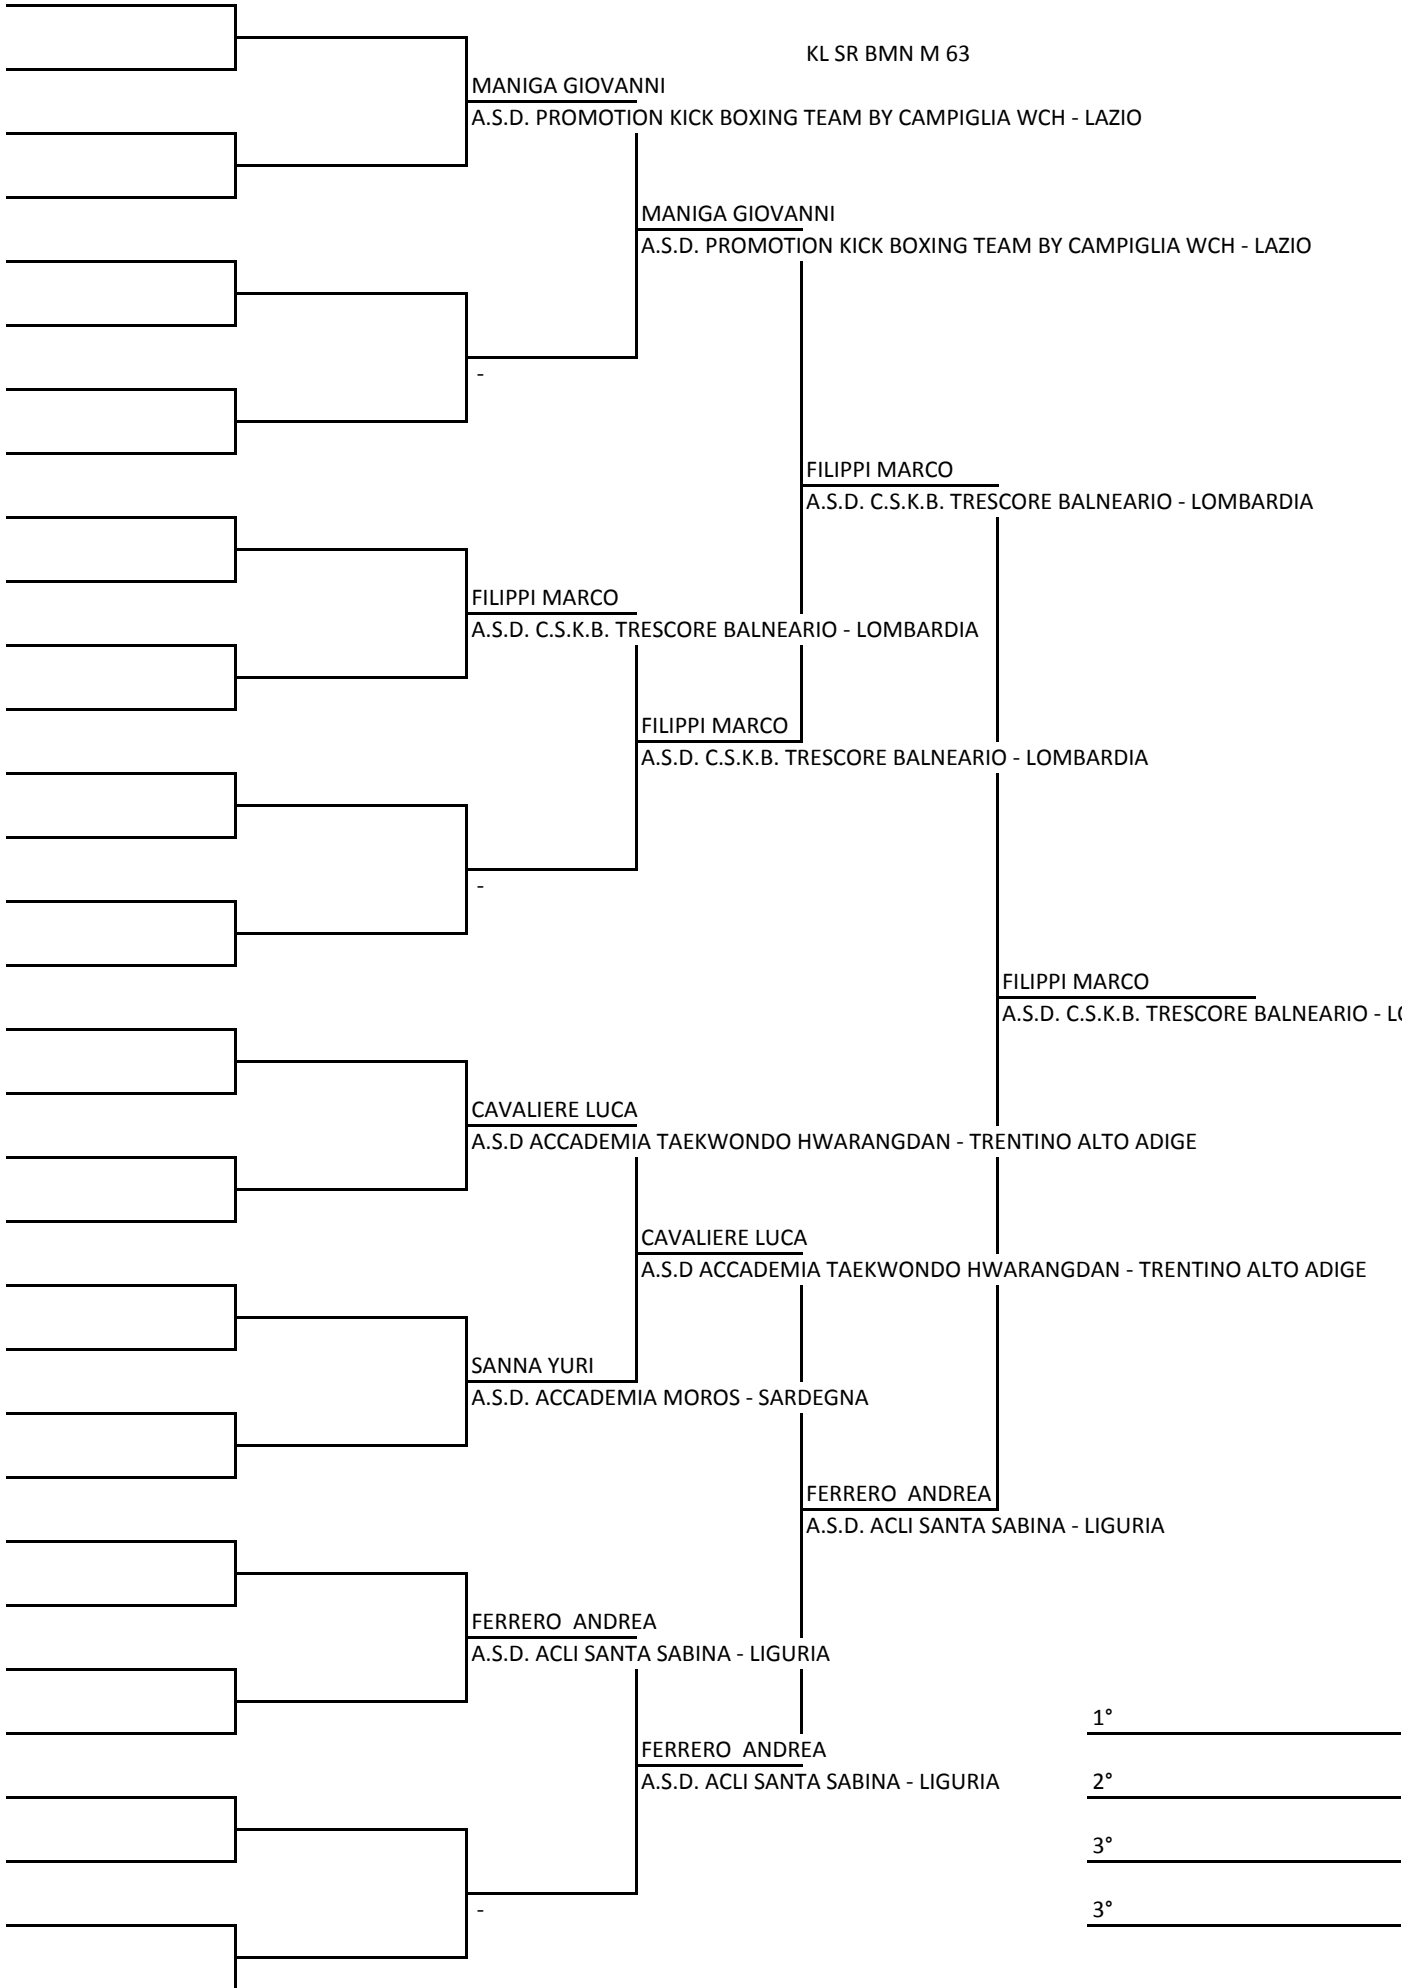 KL SR BMN M 63
MANIGA GIOVANNI
A.S.D. PROMOTION KICK BOXING TEAM BY CAMPIGLIA WCH - LAZIO
MANIGA GIOVANNI
A.S.D. PROMOTION KICK BOXING TEAM BY CAMPIGLIA WCH - LAZIO
-
FILIPPI MARCO
A.S.D. C.S.K.B. TRESCORE BALNEARIO - LOMBARDIA
FILIPPI MARCO
A.S.D. C.S.K.B. TRESCORE BALNEARIO - LOMBARDIA
FILIPPI MARCO
A.S.D. C.S.K.B. TRESCORE BALNEARIO - LOMBARDIA
-
FILIPPI MARCO
A.S.D. C.S.K.B. TRESCORE BALNEARIO - LO
CAVALIERE LUCA
A.S.D ACCADEMIA TAEKWONDO HWARANGDAN - TRENTINO ALTO ADIGE
CAVALIERE LUCA
A.S.D ACCADEMIA TAEKWONDO HWARANGDAN - TRENTINO ALTO ADIGE
SANNA YURI
A.S.D. ACCADEMIA MOROS - SARDEGNA
FERRERO  ANDREA
A.S.D. ACLI SANTA SABINA - LIGURIA
FERRERO  ANDREA
A.S.D. ACLI SANTA SABINA - LIGURIA
1°
FERRERO  ANDREA
A.S.D. ACLI SANTA SABINA - LIGURIA
2°
3°
-
3°